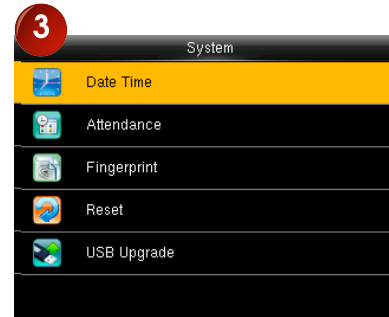 3
System
Date Time
Attendance
Fingerprint
Reset
USB Upgrade